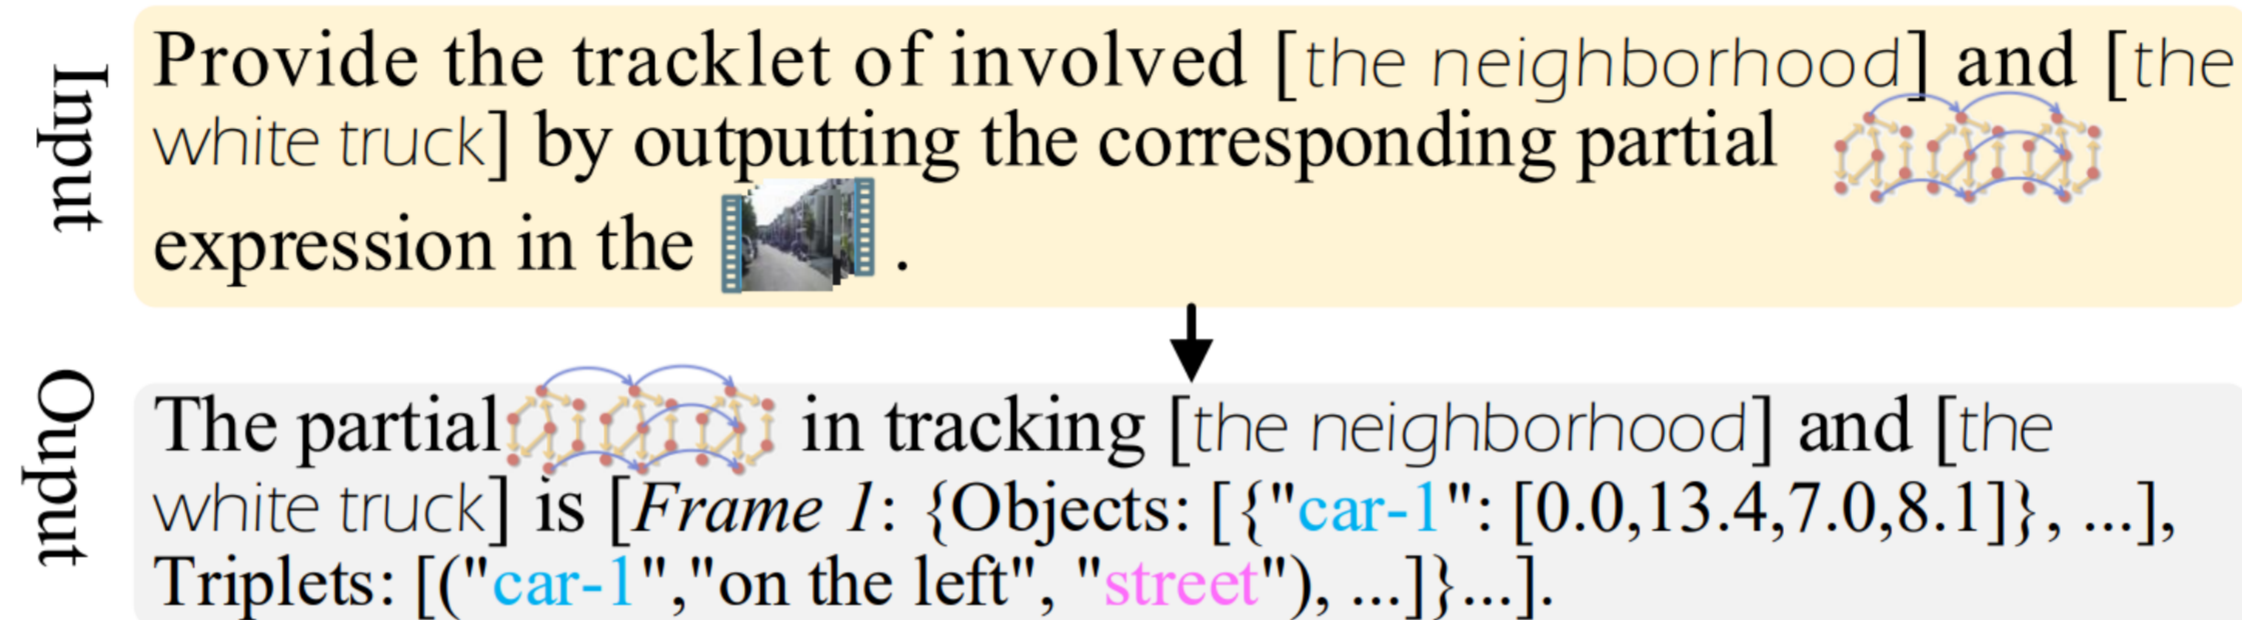 Input
Provide the tracklet of involved [the neighborhood] and [the
white truck] by outputting the corresponding partial
expression in the .
Ouput
The partial in tracking [the neighborhood] and [the
white truck] is [Frame 1: {Objects: [{"car-1": [0.0,13.4,7.0,8.1]}, ...],
Triplets: [("car-1","on the left", "street"), ...]}...].